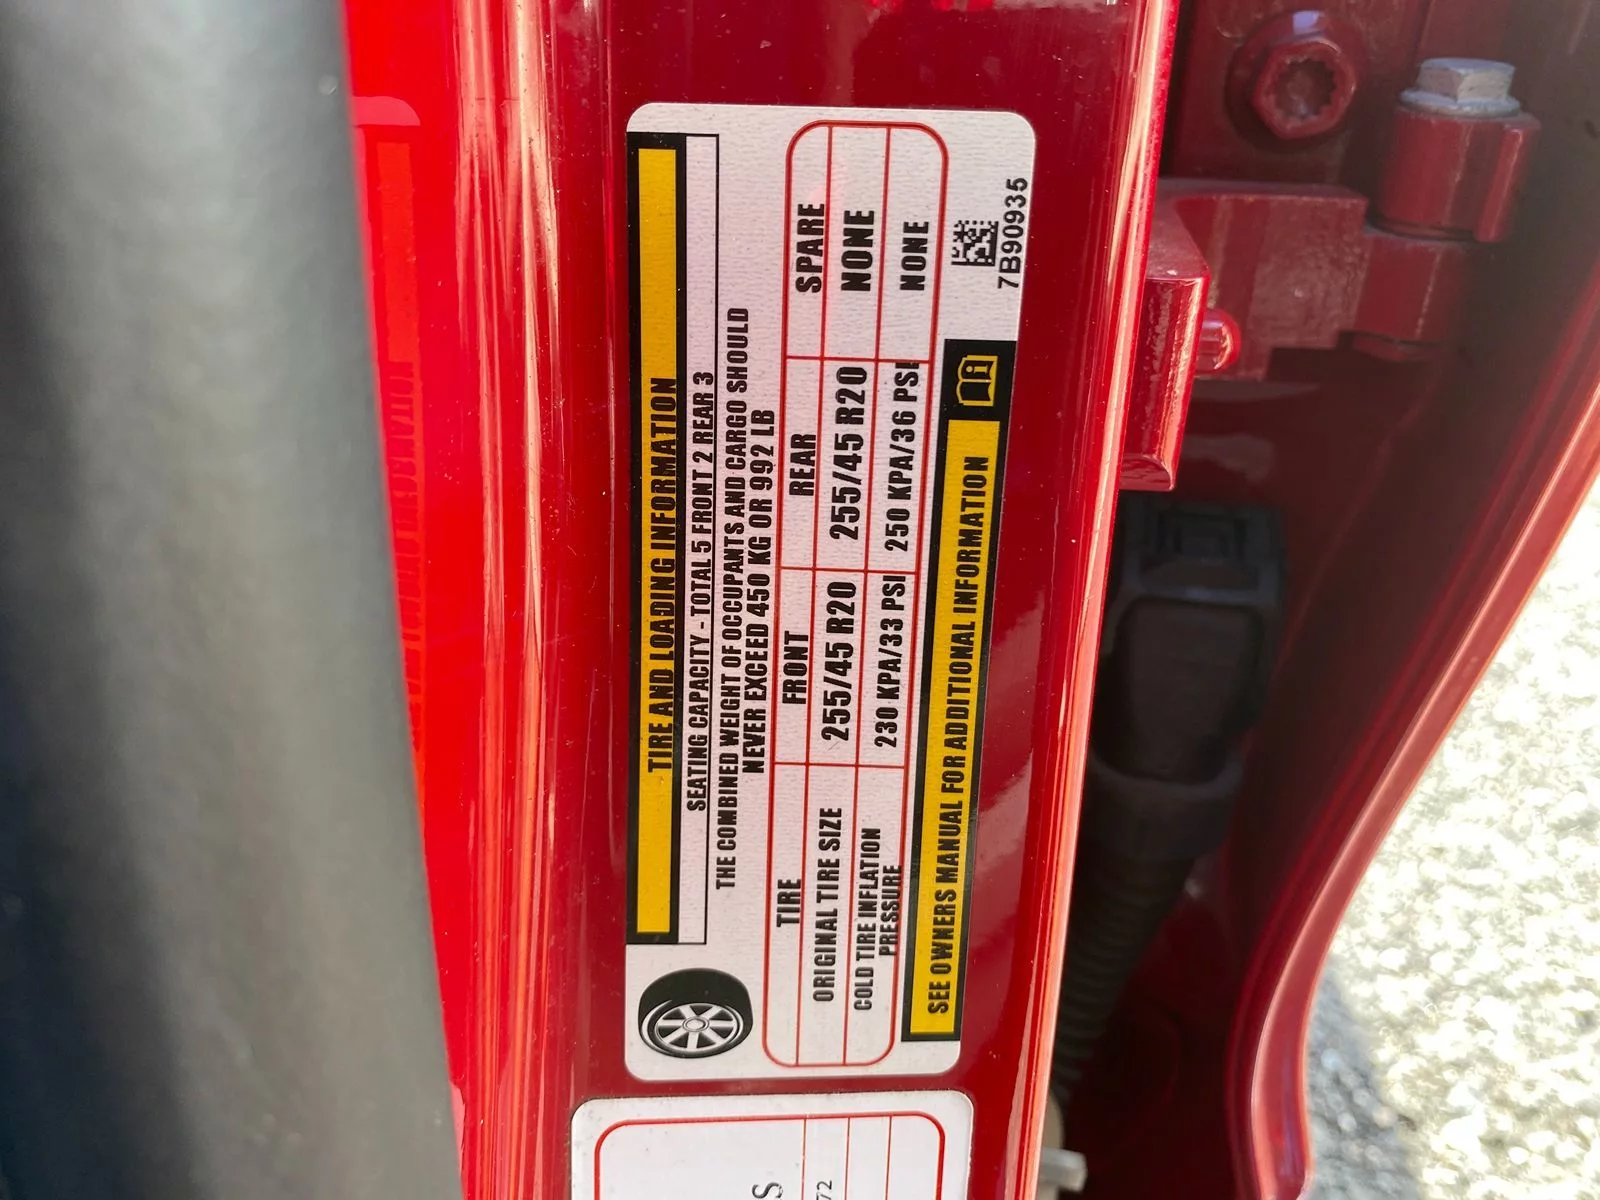 TIRE AND LOADING INFORMATION
SEATING CAPACITY - TOTAL 5 FRONT 2 REAR 3
THE COMBINED WEIGHT OF OCCUPANTS AND CARGO SHOULD
NEVER EXCEED 450 KG OR 992 LB
TIRE FRONT REAR SPARE
ORIGINAL TIRE SIZE 255/45 R20 255/45 R20 NONE
COLD TIRE INFLATION
PRESSURE 230 KPA/33 PSI 250 KPA/36 PSI NONE
SEE OWNERS MANUAL FOR ADDITIONAL INFORMATION
7B90935
S
72